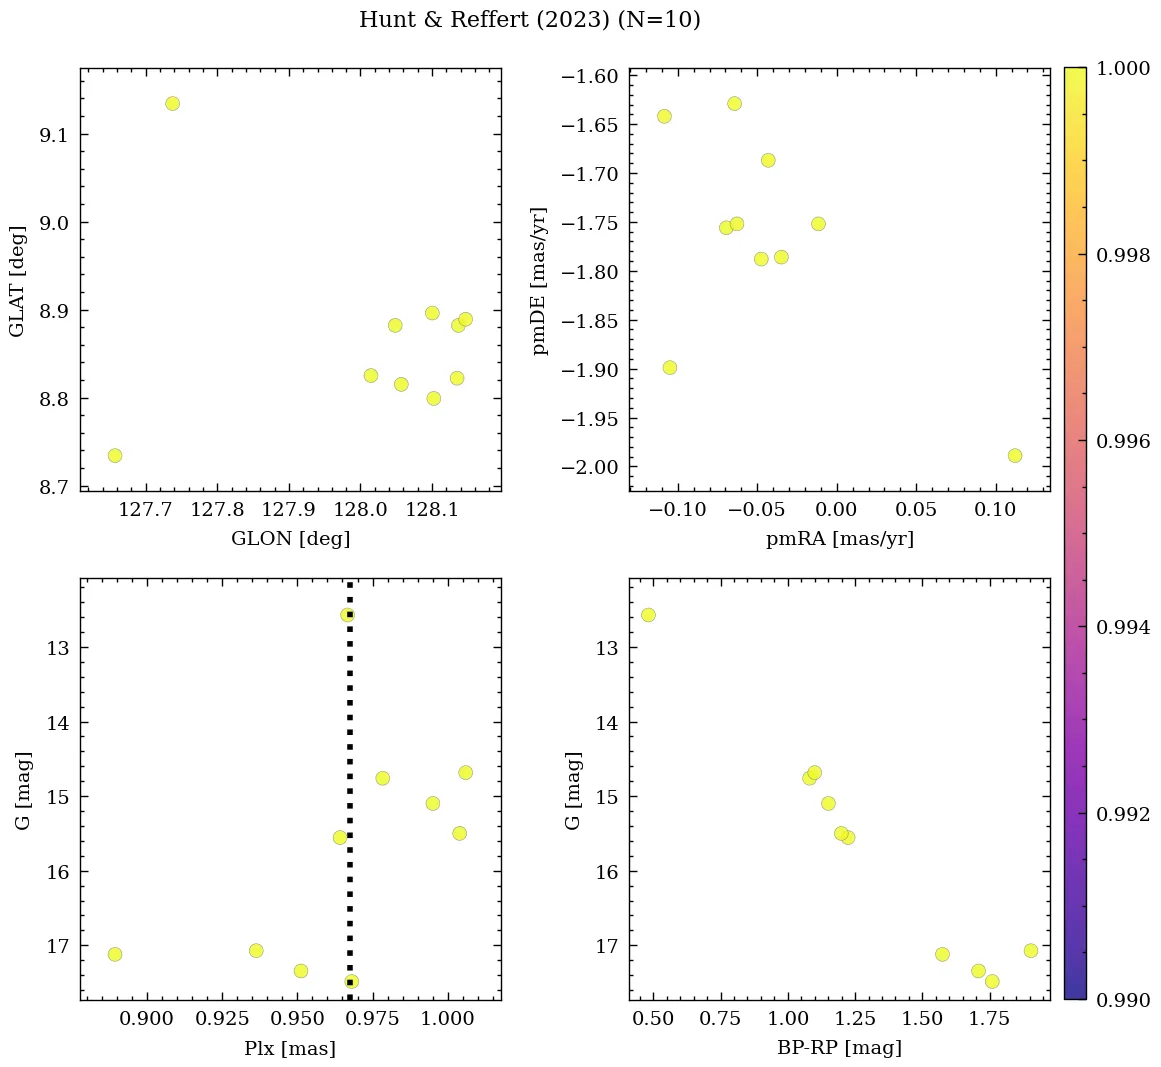 Hunt & Reffert (2023) (N=10)
9.1
9.0
8.9
8.8
8.7
GLAT [deg]
127.7 127.8 127.9 128.0 128.1
GLON [deg]
−1.60
−1.65
−1.70
−1.75
−1.80
−1.85
−1.90
−1.95
−2.00
pmDE [mas/yr]
−0.10 −0.05 0.00 0.05 0.10
pmRA [mas/yr]
13
14
15
16
17
G [mag]
0.900 0.925 0.950 0.975 1.000
Plx [mas]
13
14
15
16
17
G [mag]
0.50 0.75 1.00 1.25 1.50 1.75
BP-RP [mag]
1.000
0.998
0.996
0.994
0.992
0.990